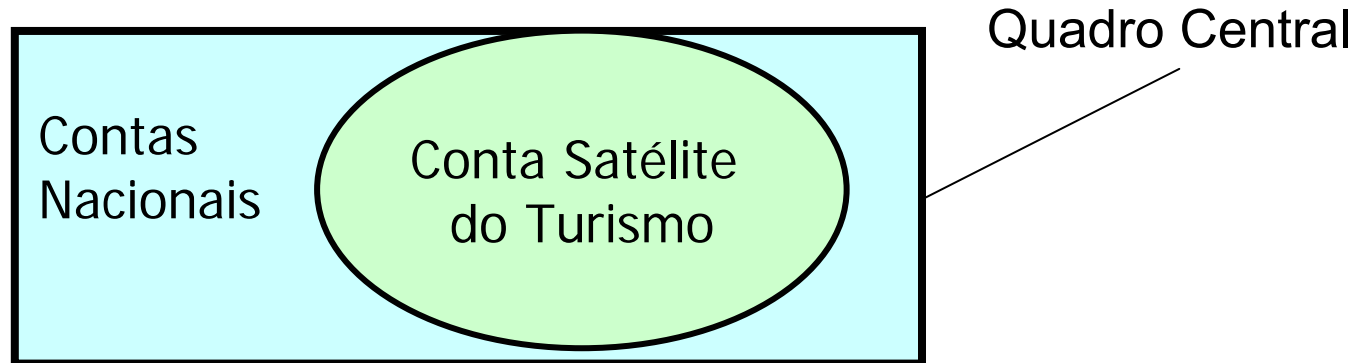 Quadro Central
Contas
Nacionais
Conta Satélite
do Turismo